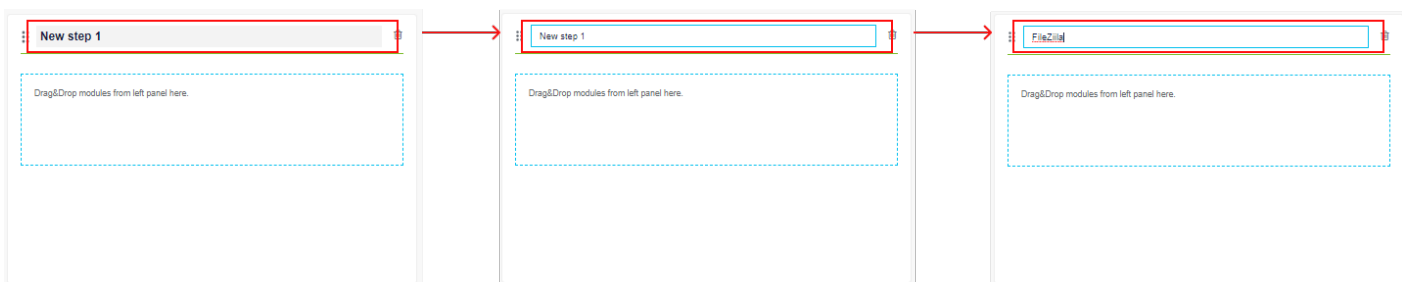 New step 1
Drag&Drop modules from left panel here.
New step 1
Drag&Drop modules from left panel here.
FileZilla
Drag&Drop modules from left panel here.